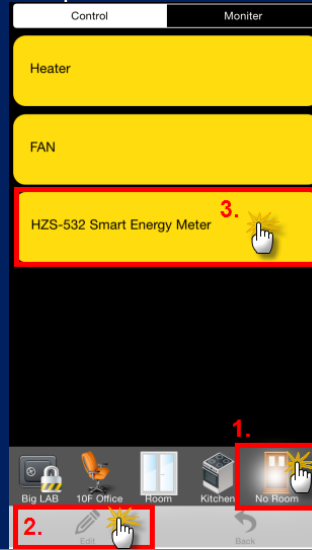 Control Moniter
Heater
FAN
HZS-532 Smart Energy Meter 3.
1.
Big LAB 10F Office Room Kitchen No Room
2.
Edit Back